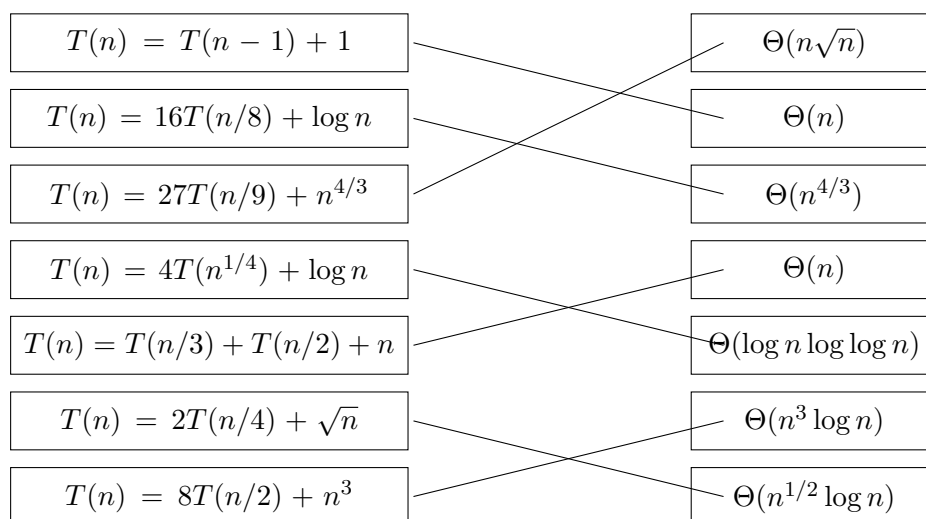 T(n) = T(n − 1) + 1
Θ(n√n)
T(n) = 16T(n/8) + log n
Θ(n)
T(n) = 27T(n/9) + n^{4/3}
Θ(n^{4/3})
T(n) = 4T(n^{1/4}) + log n
Θ(n)
T(n) = T(n/3) + T(n/2) + n
Θ(log n log log n)
T(n) = 2T(n/4) + √n
Θ(n^3 log n)
T(n) = 8T(n/2) + n^3
Θ(n^{1/2} log n)